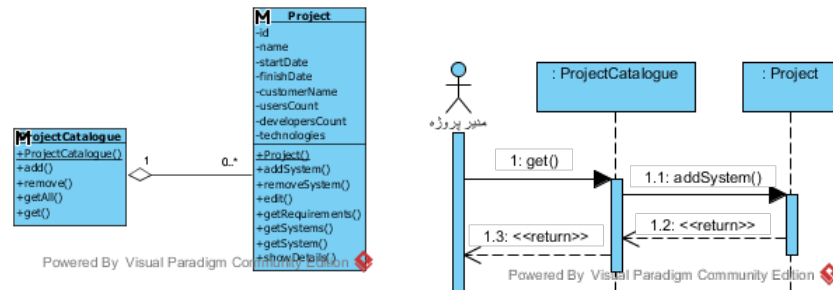 Project
-id
-name
-startDate
-finishDate
-customerName
-usersCount
-developersCount
-technologies
+Project()
+addSystem()
+removeSystem()
+edit()
+getRequirements()
+getSystems()
+getSystem()
+showDetails()
ProjectCatalogue
+ProjectCatalogue()
+add()
+remove()
+getAll()
+get()
1
0..*
Powered By Visual Paradigm Community Edition
: ProjectCatalogue
: Project
مدیر پروژه
1: get()
1.1: addSystem()
1.2: <<return>>
1.3: <<return>>
Powered By Visual Paradigm Community Edition